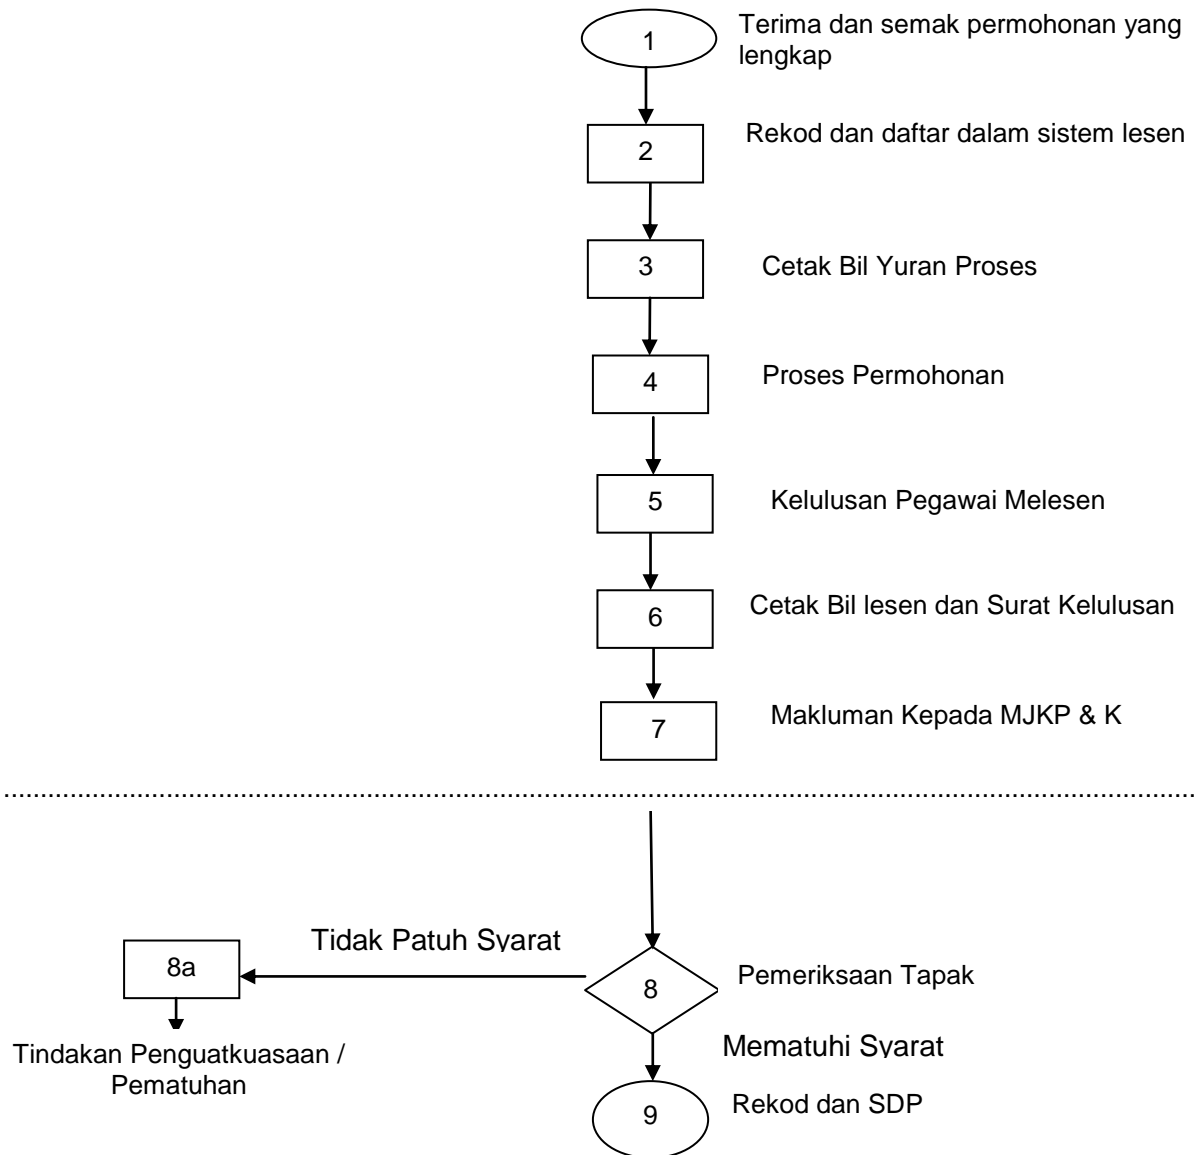 1
Terima dan semak permohonan yang
lengkap
2
Rekod dan daftar dalam sistem lesen
3
Cetak Bil Yuran Proses
4
Proses Permohonan
5
Kelulusan Pegawai Melesen
6
Cetak Bil lesen dan Surat Kelulusan
7
Makluman Kepada MJKP & K
Tidak Patuh Syarat
8a
8
Pemeriksaan Tapak
Tindakan Penguatkuasaan /
Pematuhan
Mematuhi Syarat
9
Rekod dan SDP